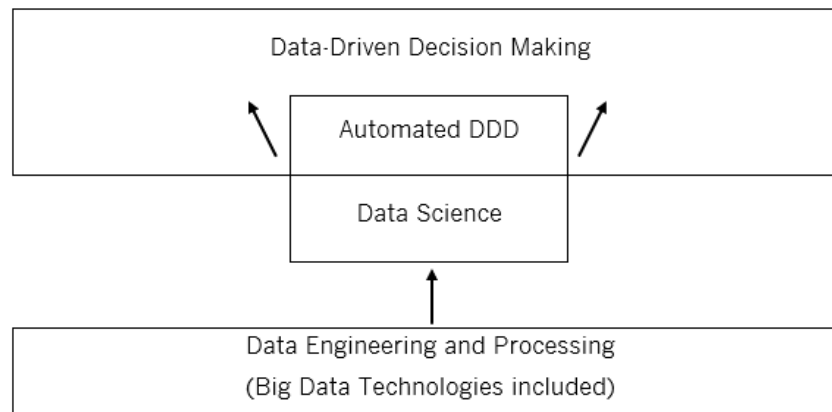 Data-Driven Decision Making
Automated DDD
Data Science
Data Engineering and Processing
(Big Data Technologies included)